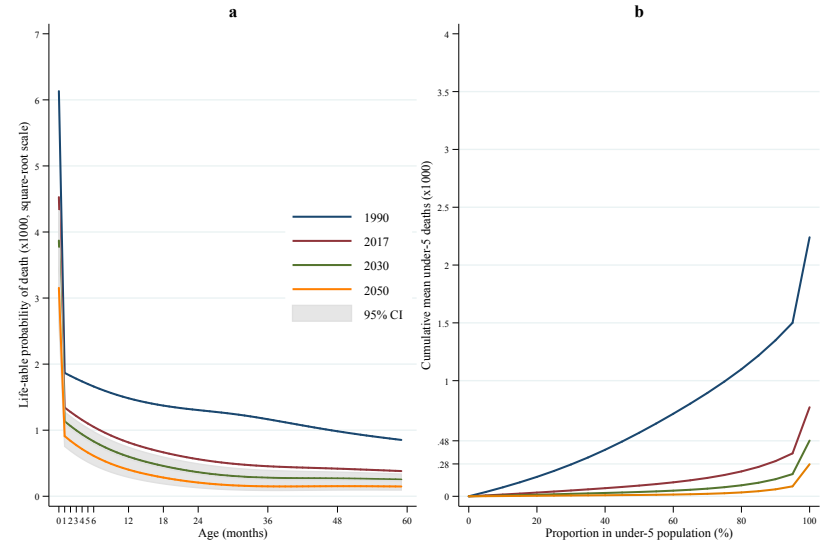 a
b
Life-table probability of death (x1000, square-root scale)
7
6
5
4
3
2
1
0
1990
2017
2030
2050
95% CI
0 1 2 3 4 5 6 12 18 24 36 48 60
Age (months)
Cumulative mean under-5 deaths (x1000)
4
3.5
3
2.5
2
1.5
1
.48
.28
0
0 20 40 60 80 100
Proportion in under-5 population (%)